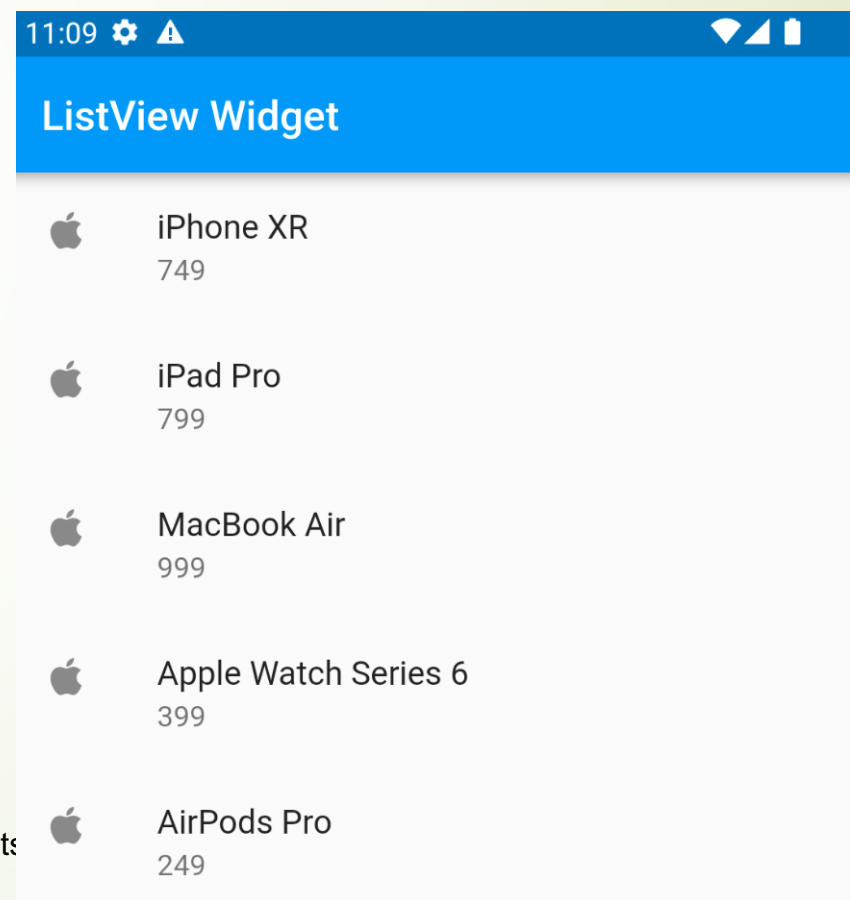 11:09
ListView Widget
iPhone XR
749
iPad Pro
799
MacBook Air
999
Apple Watch Series 6
399
AirPods Pro
249
ts